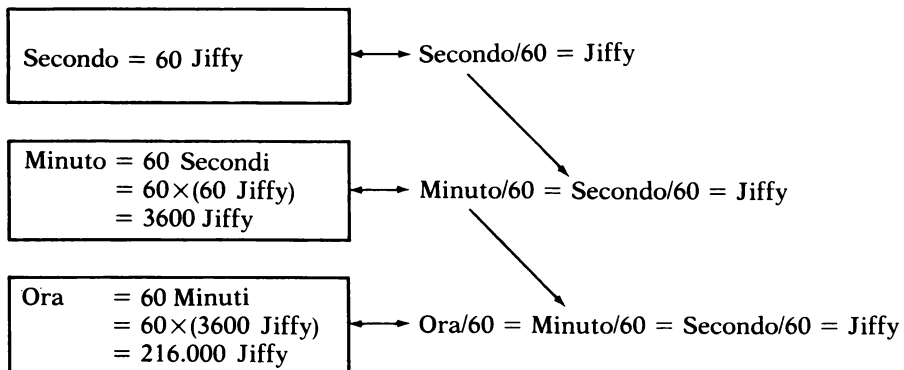 Secondo = 60 Jiffy
Secondo/60 = Jiffy
Minuto = 60 Secondi
= 60×(60 Jiffy)
= 3600 Jiffy
Minuto/60 = Secondo/60 = Jiffy
Ora = 60 Minuti
= 60×(3600 Jiffy)
= 216.000 Jiffy
Ora/60 = Minuto/60 = Secondo/60 = Jiffy